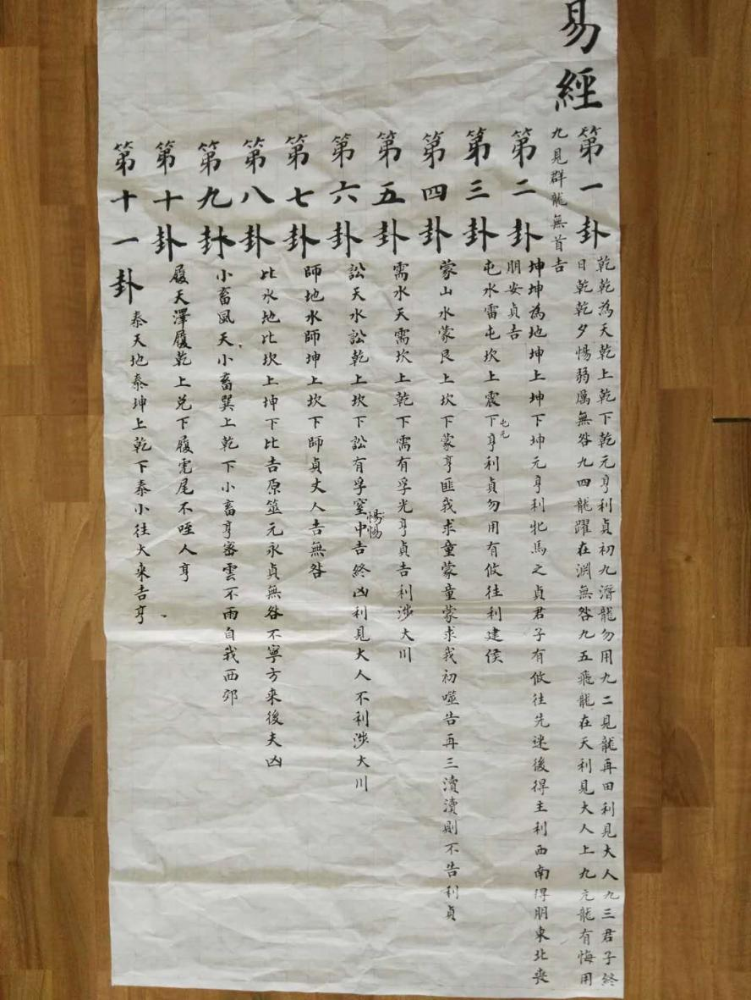 易經
第一卦
乾乾為天乾上乾下乾元亨利貞初九潛龍勿用九二見龍再田利見大人九三君子終
日乾乾夕惕弱厲無咎九四龍躍在淵無咎九五飛龍在天利見大人上九亢龍有悔用
九見群龍無首吉
第二卦
坤坤為地坤上坤下坤元亨利牝馬之貞君子有攸往先迷後得主利西南得朋東北喪
朋安貞吉
第三卦
屯水雷屯坎上震下亨利貞勿用有攸往利建侯
屯元
第四卦
蒙山水蒙艮上坎下蒙亨匪我求童蒙童蒙求我初噬告再三瀆瀆則不告利貞
第五卦
需水天需坎上乾下需有孚光亨貞吉利涉大川
第六卦
訟天水訟乾上坎下訟有孚窒中吉終凶利見大人不利涉大川
惕惕
第七卦
師地水師坤上坎下師貞丈人吉無咎
第八卦
比水地比坎上坤下比吉原筮元永貞無咎不寧方來後夫凶
第九卦
小畜風天小畜巽上乾下小畜亨密雲不雨自我西郊
第十卦
履天澤履乾上兌下履虎尾不咥人亨
第十一卦
泰天地泰坤上乾下泰小往大来吉亨